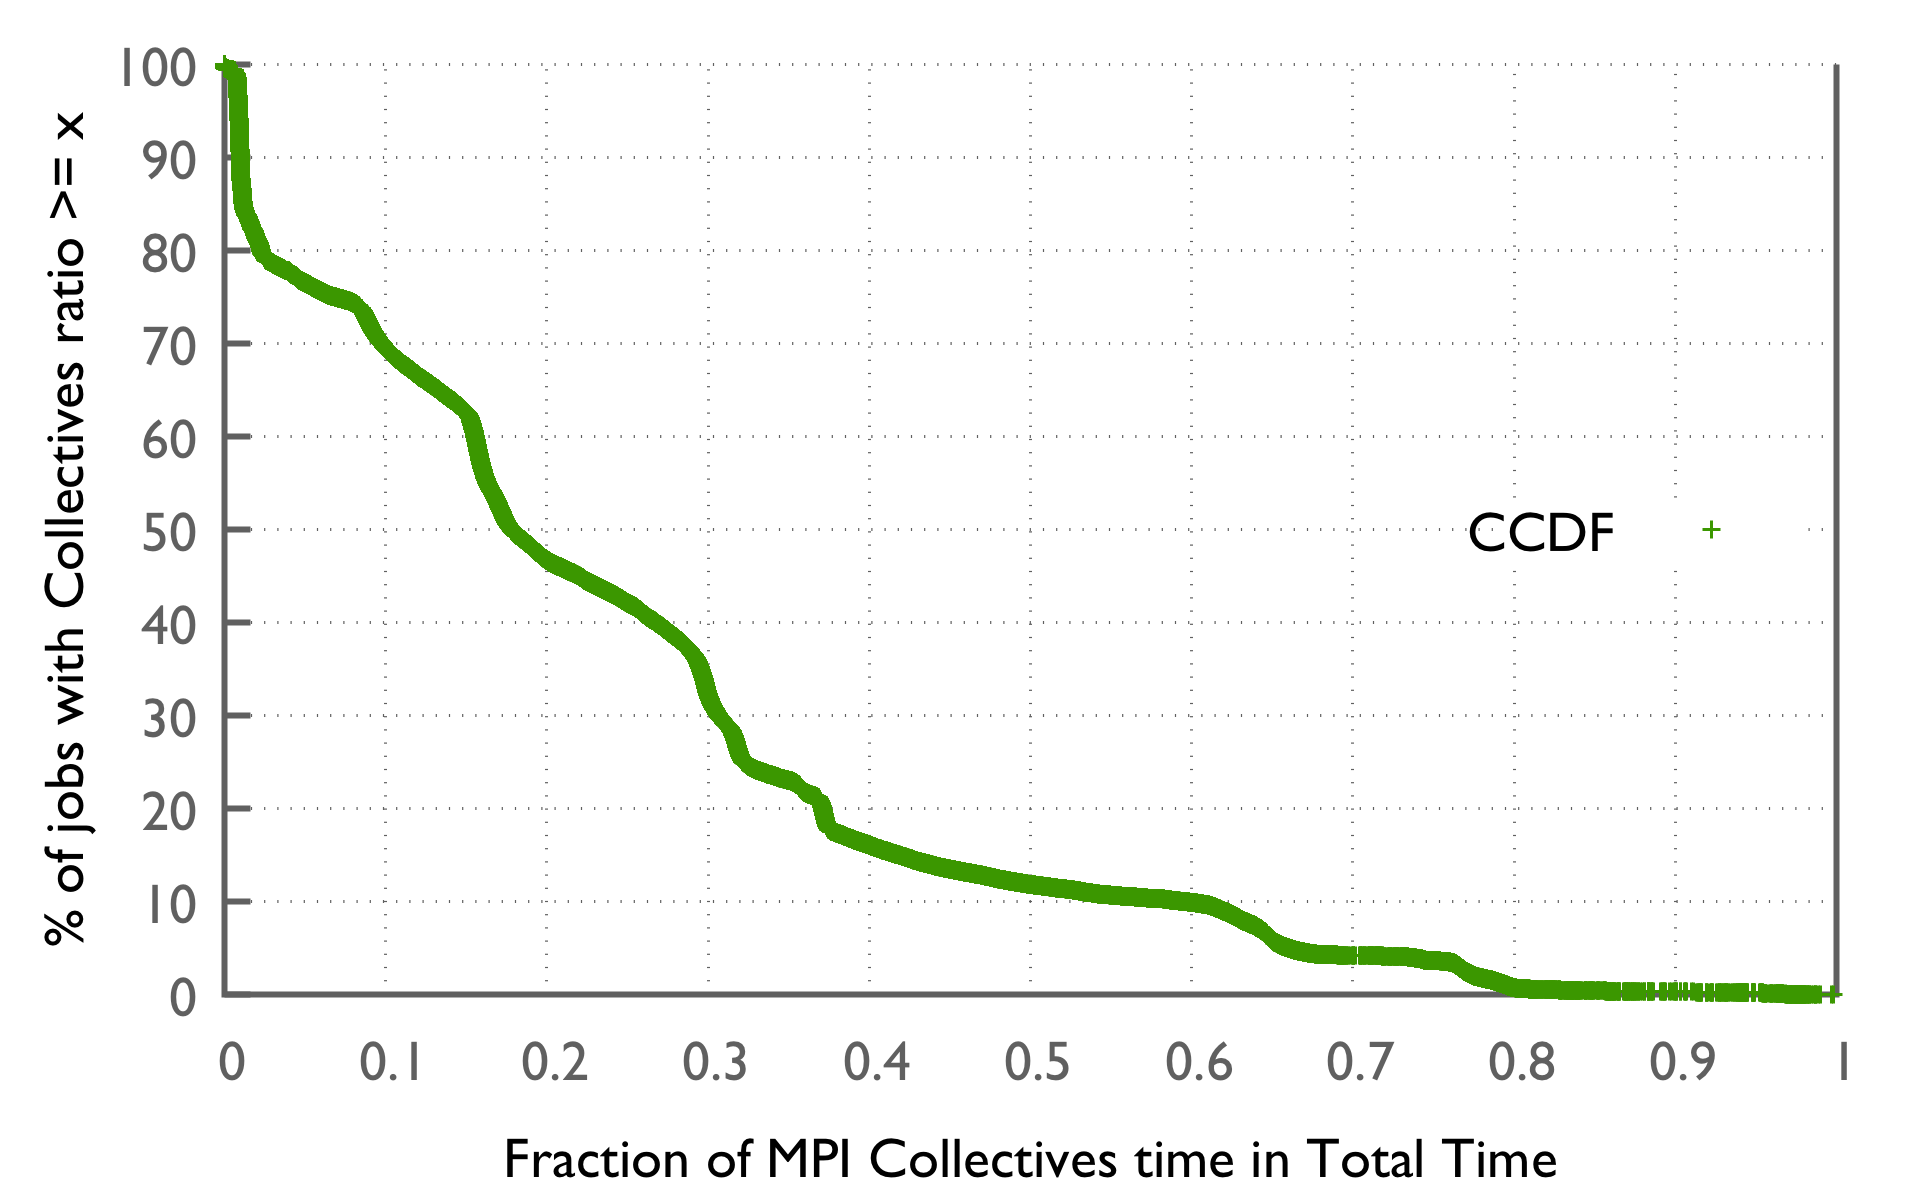 % of jobs with Collectives ratio >= x
100
90
80
70
60
50
40
30
20
10
0
CCDF
0 0.1 0.2 0.3 0.4 0.5 0.6 0.7 0.8 0.9 1
Fraction of MPI Collectives time in Total Time